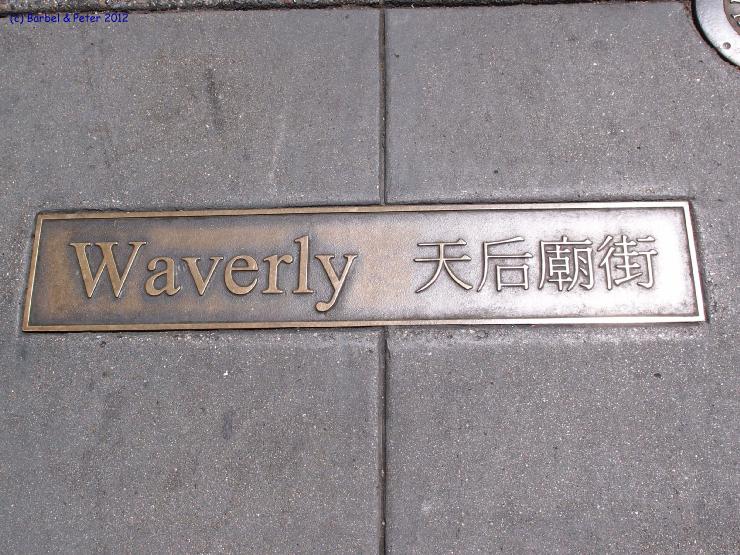 (c) Bärbel & Peter 2012
Waverly 天后廟街